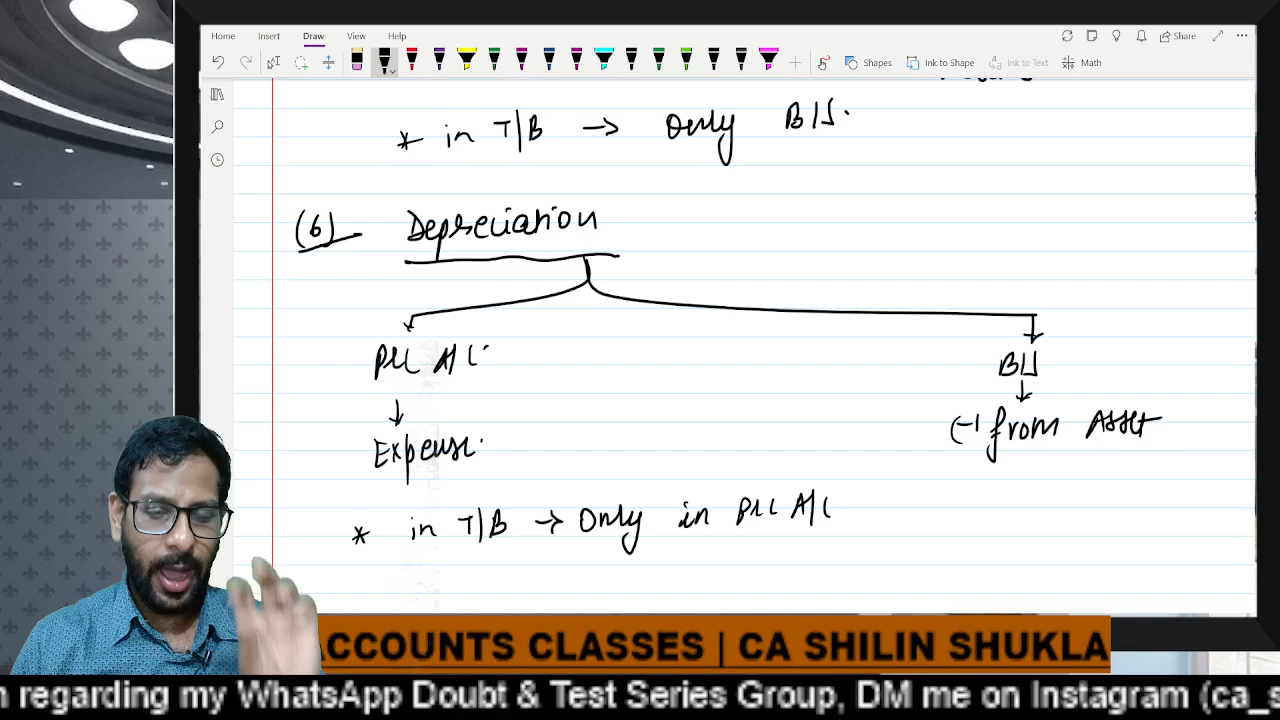 Home Insert Draw View Help
Share
Shapes Ink to Shape Ink to Text Math
* in T/B → Only B/S.
(6) Depreciation
P&L A/C B/S
↓ ↓
Expense. (-) from Asset
* in T/B → Only in P&L A/C
ACCOUNTS CLASSES | CA SHILIN SHUKLA
regarding my WhatsApp Doubt & Test Series Group, DM me on Instagram (ca_s